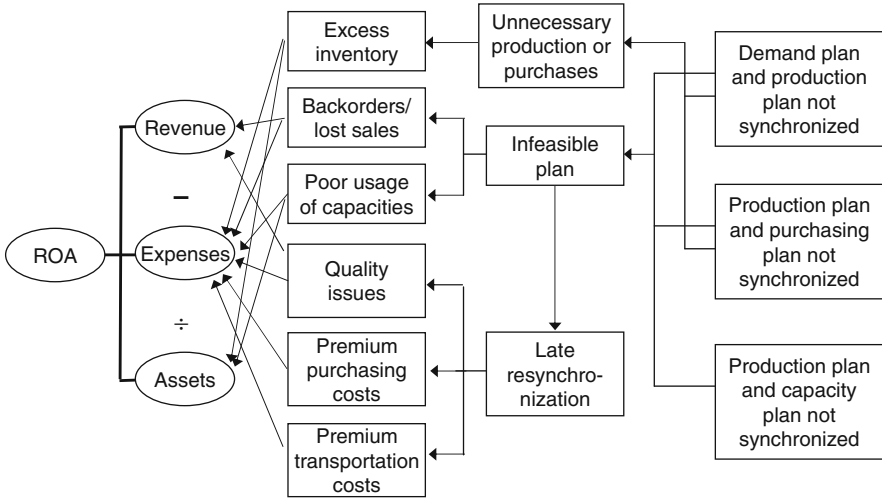 ROA
Revenue
−
Expenses
÷
Assets
Excess
inventory
Backorders/
lost sales
Poor usage
of capacities
Quality
issues
Premium
purchasing
costs
Premium
transportation
costs
Unnecessary
production or
purchases
Infeasible
plan
Late
resynchro-
nization
Demand plan
and production
plan not
synchronized
Production plan
and purchasing
plan not
synchronized
Production plan
and capacity
plan not
synchronized